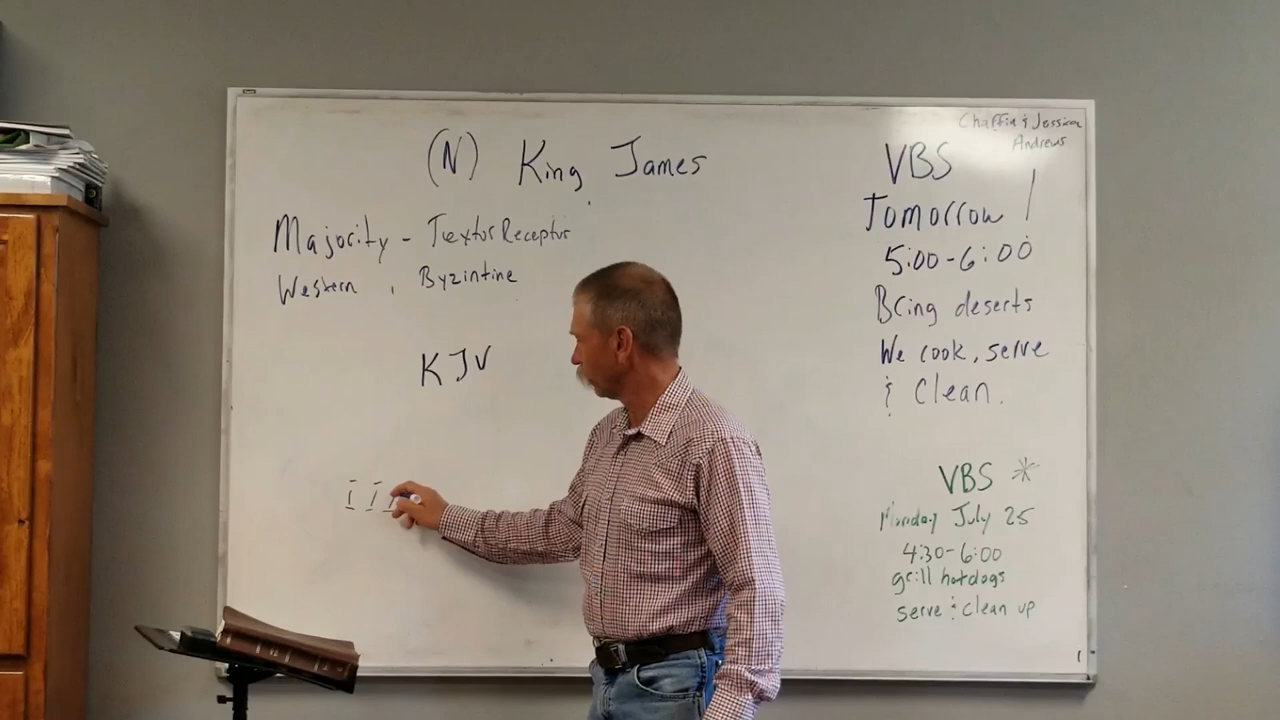 (N) King James
Majority - Textus Receptus
Western , Byzintine
KJV
I I I
Chaffin & Jessica
Andrews
VBS
Tomorrow !
5:00-6:00
Bring deserts
We cook, serve
& Clean.
VBS *
Monday July 25
4:30-6:00
grill hotdogs
serve & clean up